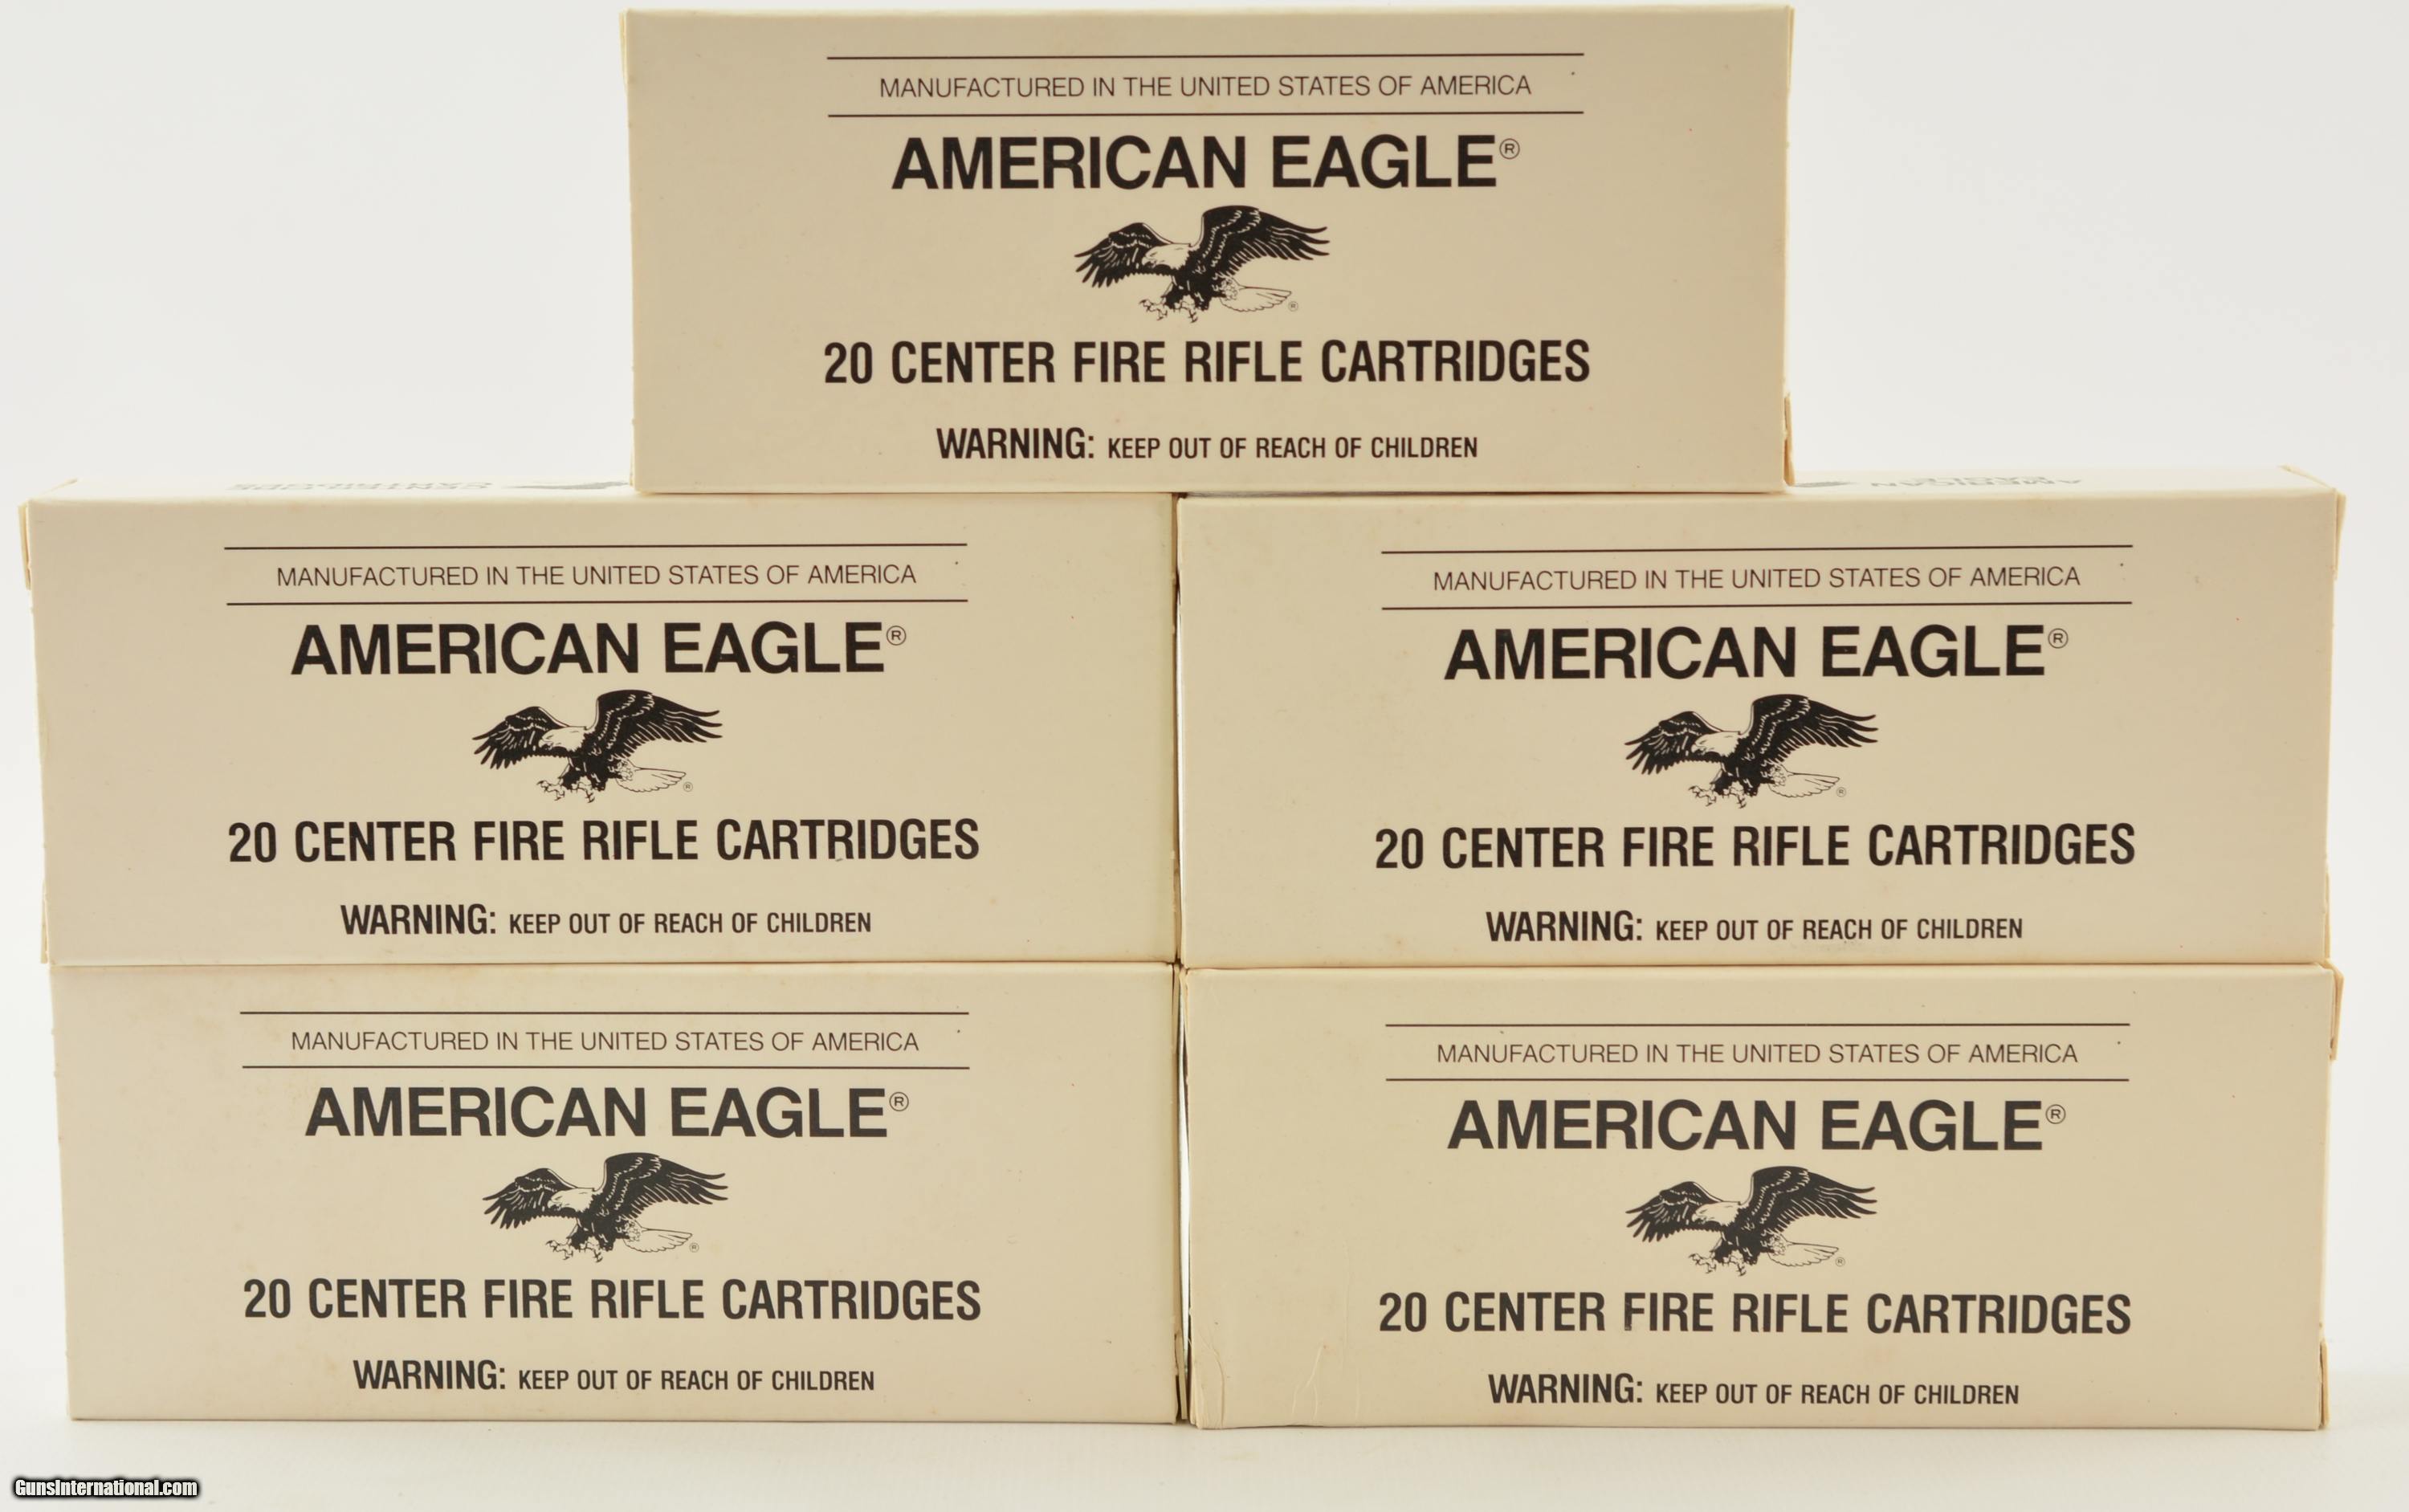 MANUFACTURED IN THE UNITED STATES OF AMERICA
AMERICAN EAGLE®
®
20 CENTER FIRE RIFLE CARTRIDGES
WARNING: KEEP OUT OF REACH OF CHILDREN
CENTERFIRE
CARTRIDGES
AMERICAN
EAGLE
MANUFACTURED IN THE UNITED STATES OF AMERICA
AMERICAN EAGLE®
®
20 CENTER FIRE RIFLE CARTRIDGES
WARNING: KEEP OUT OF REACH OF CHILDREN
MANUFACTURED IN THE UNITED STATES OF AMERICA
AMERICAN EAGLE®
®
20 CENTER FIRE RIFLE CARTRIDGES
WARNING: KEEP OUT OF REACH OF CHILDREN
MANUFACTURED IN THE UNITED STATES OF AMERICA
AMERICAN EAGLE®
®
20 CENTER FIRE RIFLE CARTRIDGES
WARNING: KEEP OUT OF REACH OF CHILDREN
MANUFACTURED IN THE UNITED STATES OF AMERICA
AMERICAN EAGLE®
®
20 CENTER FIRE RIFLE CARTRIDGES
WARNING: KEEP OUT OF REACH OF CHILDREN
GunsInternational.com